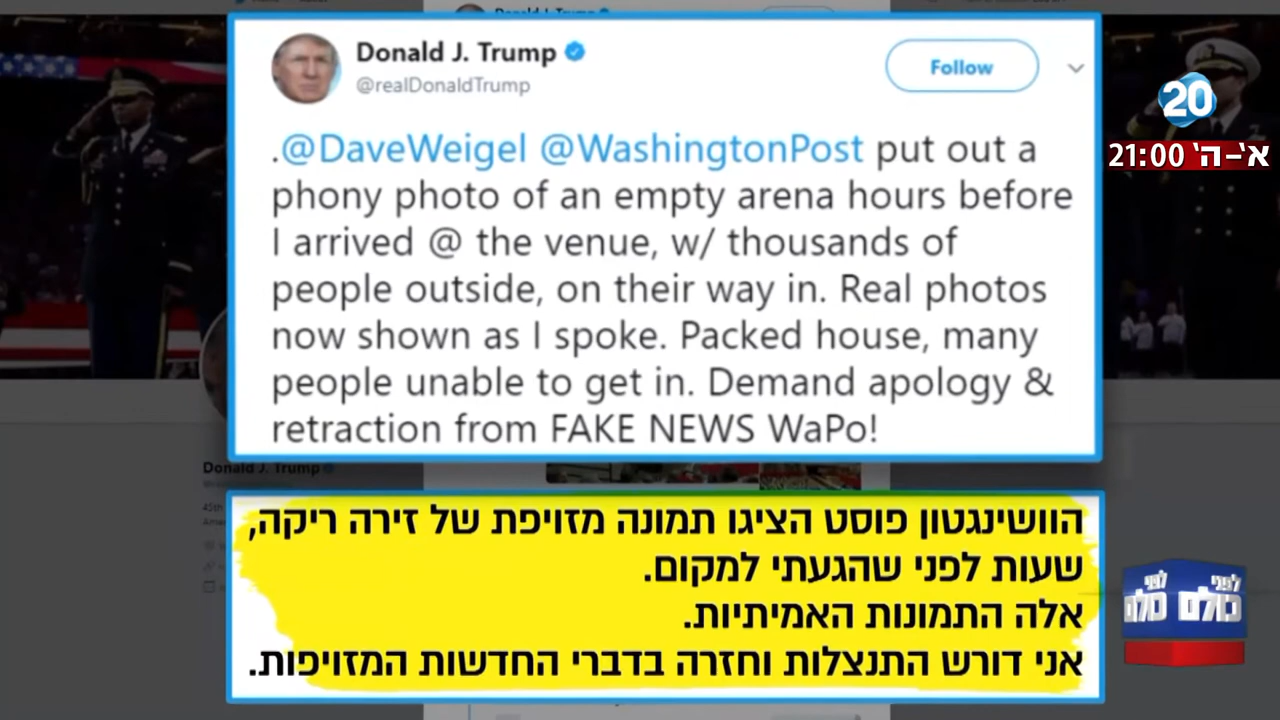 Donald J. Trump
@realDonaldTrump
Follow
.@DaveWeigel @WashingtonPost put out a
phony photo of an empty arena hours before
I arrived @ the venue, w/ thousands of
people outside, on their way in. Real photos
now shown as I spoke. Packed house, many
people unable to get in. Demand apology &
retraction from FAKE NEWS WaPo!
20
א'-ה' 21:00
Donald J. Trump
הוושינגטון פוסט הציגו תמונה מזויפת של זירה ריקה,
שעות לפני שהגעתי למקום.
אלה התמונות האמיתיות.
אני דורש התנצלות וחזרה בדברי החדשות המזויפות.
לפני
כולם